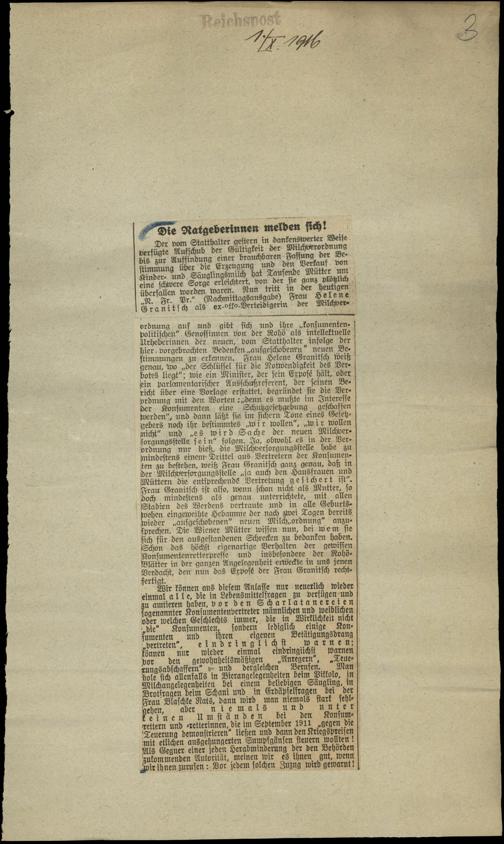 Reichspost
1/X. 1916
3
Die Ratgeberinnen melden sich!
Der vom Statthalter gestern in dankenswerter Weise
verfügte Aufschub der Gültigkeit der Milchverordnung
bis zur Auffindung einer brauchbaren Fassung der Be-
stimmung über die Erzeugung und den Verkauf von
Kinder- und Säuglingsmilch hat Tausende Mütter um
eine schwere Sorge erleichtert, von der sie ganz plötzlich
überfallen worden waren. Nun tritt in der heutigen
„N. Fr. Pr.“ (Nachmittagsausgabe) Frau Helene
Granitsch als ex-offo-Verteidigerin der Milchver-
ordnung auf und gibt sich und ihre „konsumenten-
politischen“ Genossinnen von der Rohö als intellektuelle
Urheberinnen der neuen, vom Statthalter infolge der
hier vorgebrachten Bedenken „aufgeschobenen“ neuen Be-
stimmungen zu erkennen. Frau Helene Granitsch weiß
genau, wo „der Schlüssel für die Notwendigkeit des Ver-
botes liegt“; wie ein Minister, der sein Exposé hält, oder
ein parlamentarischer Ausschußreferent, der seinen Be-
richt über eine Vorlage erstattet, begründet sie die Ver-
ordnung mit den Worten: „denn es mußte im Interesse
der Konsumenten eine Schutzgesetzgebung geschaffen
werden“, und dann läßt sie im sichern Tone eines Gesetz-
gebers noch ihr bestimmtes „wir wollen“, „wir wollen
nicht“ und „es wird Sache der neuen Milchver-
sorgungsstelle sein“ folgen. Ja, obwohl es in der Ver-
ordnung nur hieß, die Milchversorgungsstelle habe zu
mindestens einem Drittel aus Vertretern der Konsumen-
ten zu bestehen, weiß Frau Granitsch ganz genau, daß in
der Milchversorgungsstelle „ja auch den Hausfrauen und
Müttern die entsprechende Vertretung gesichert ist“.
Frau Granitsch ist also, wenn schon nicht als Mutter, so
doch mindestens als genau unterrichtete, mit allen
Stadien des Werdens vertraute und in alle Geburts-
wehen eingeweihte Hebamme der nach zwei Tagen bereits
wieder „aufgeschobenen“ neuen Milchordnung“ anzu-
sprechen. Die Wiener Mütter wissen nun, bei wem sie
sich für den ausgestandenen Schrecken zu bedanken haben.
Schon das höchst eigenartige Verhalten der gewissen
Konsumentenretterpresse und insbesondere der Rohö-
Blätter in der ganzen Angelegenheit erweckte in uns jenen
Verdacht, den nun das Exposé der Frau Granitsch recht-
fertigt.
Wir können aus diesem Anlasse nur neuerlich wieder
einmal alle, die in Lebensmittelfragen zu verfügen und
zu amtieren haben, vor den Scharlatanereien
sogenannter Konsumentenvertreter männlichen und weiblichen
oder welchen Geschlechts immer, die in Wirklichkeit nicht
„die“ Konsumenten, sondern lediglich einige Kon-
sumenten und ihren eigenen Betätigungsdrang
„vertreten“, eindringlichst warnen;
können nur wieder einmal eindringlichst warnen
vor den gewohnheitsmäßigen „Anregern“, „Teue-
rungsabschaffern“ und dergleichen Berufen. Man
hole sich allenfalls in Bierangelegenheiten beim Pittolo, in
Milchangelegenheiten bei einem beliebigen Säugling, in
Brotfragen beim Schani und in Erdäpfelfragen bei der
Frau Blaschke Rats, dann wird man niemals stark fehl-
gehen, aber niemals und unter
keinen Umständen bei den Konsum-
rettern und -retterinnen, die im September 1911 „gegen die
Teuerung demonstrieren“ ließen und dann den Kriegspreisen
mit etlichen ausgehungerten Sumpfgänsen steuern wollten!
Als Gegner einer jeden Herabminderung der den Behörden
zukommenden Autorität, meinen wir es ihnen gut, wenn
wir ihnen zurufen: Vor jedem solchen Zuzug wird gewarnt!